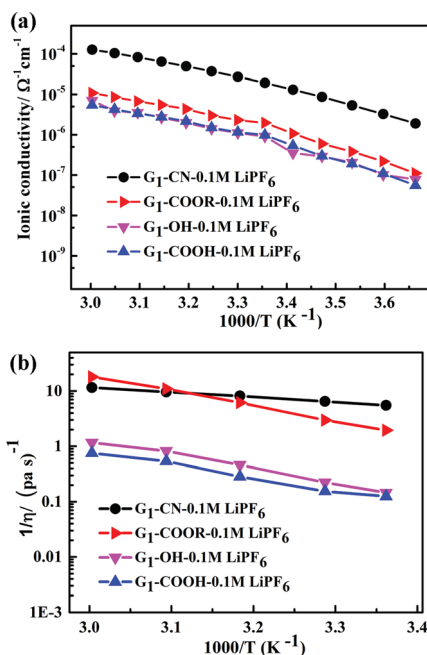 (a)
Ionic conductivity/ Ω⁻¹cm⁻¹
10⁻⁴
10⁻⁵
10⁻⁶
10⁻⁷
10⁻⁸
10⁻⁹
G₁-CN-0.1M LiPF₆
G₁-COOR-0.1M LiPF₆
G₁-OH-0.1M LiPF₆
G₁-COOH-0.1M LiPF₆
3.0 3.1 3.2 3.3 3.4 3.5 3.6
1000/T (K⁻¹)
(b)
1/η/ (pa s)⁻¹
10
1
0.1
0.01
1E-3
G₁-CN-0.1M LiPF₆
G₁-COOR-0.1M LiPF₆
G₁-OH-0.1M LiPF₆
G₁-COOH-0.1M LiPF₆
3.0 3.1 3.2 3.3 3.4
1000/T (K⁻¹)